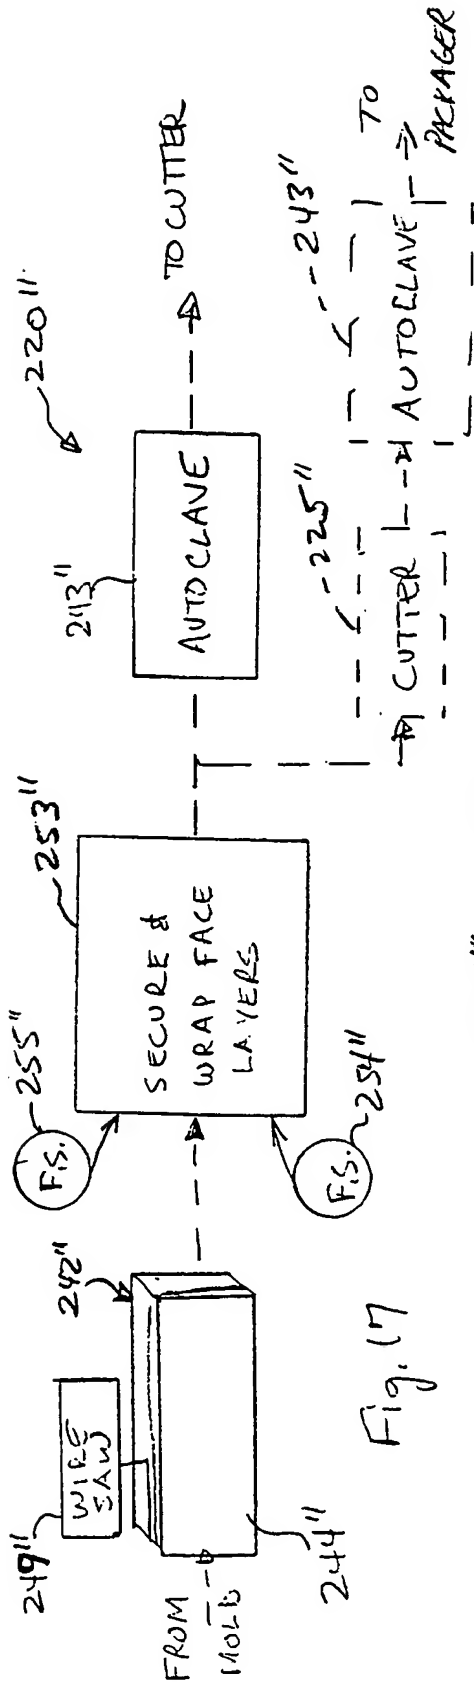 220"
249"
WIRE
SAW
242"
FROM
MOLD
244"
F.S.
255"
F.S.
254"
253"
SECURE &
WRAP FACE
LAYERS
243"
AUTOCLAVE
TO CUTTER
225"
CUTTER
243"
AUTOCLAVE
TO
PACKAGER
Fig. 17